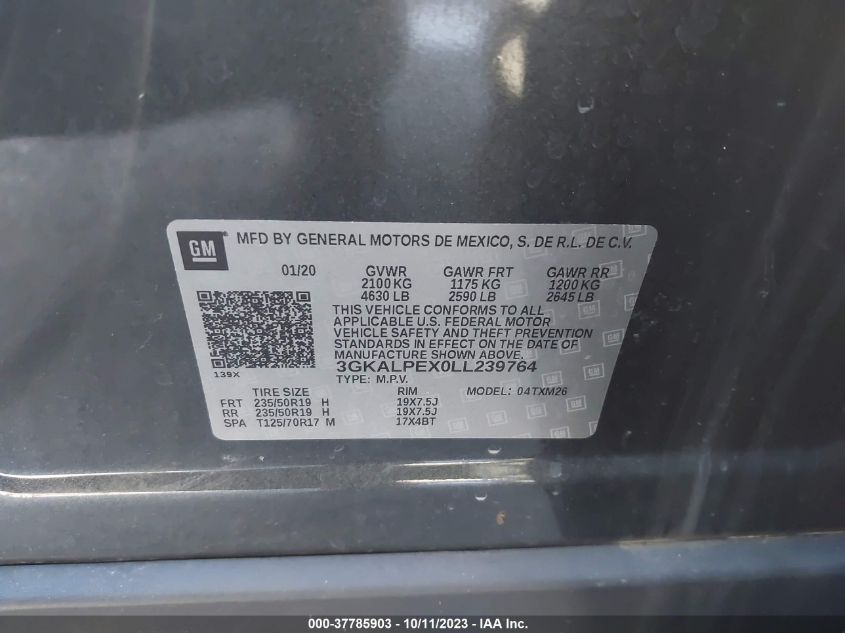 GM ® MFD BY GENERAL MOTORS DE MEXICO, S. DE R.L. DE C.V.
01/20 GVWR GAWR FRT GAWR RR
2100 KG 1175 KG 1200 KG
4630 LB 2590 LB 2645 LB
THIS VEHICLE CONFORMS TO ALL
APPLICABLE U.S. FEDERAL MOTOR
VEHICLE SAFETY AND THEFT PREVENTION
STANDARDS IN EFFECT ON THE DATE OF
MANUFACTURE SHOWN ABOVE.
139X 3GKALPEX0LL239764
TYPE: M.P.V.
TIRE SIZE RIM MODEL: 04TXM26
FRT 235/50R19 H 19X7.5J
RR 235/50R19 H 19X7.5J
SPA T125/70R17 M 17X4BT
000-37785903 - 10/11/2023 - © IAA Inc.